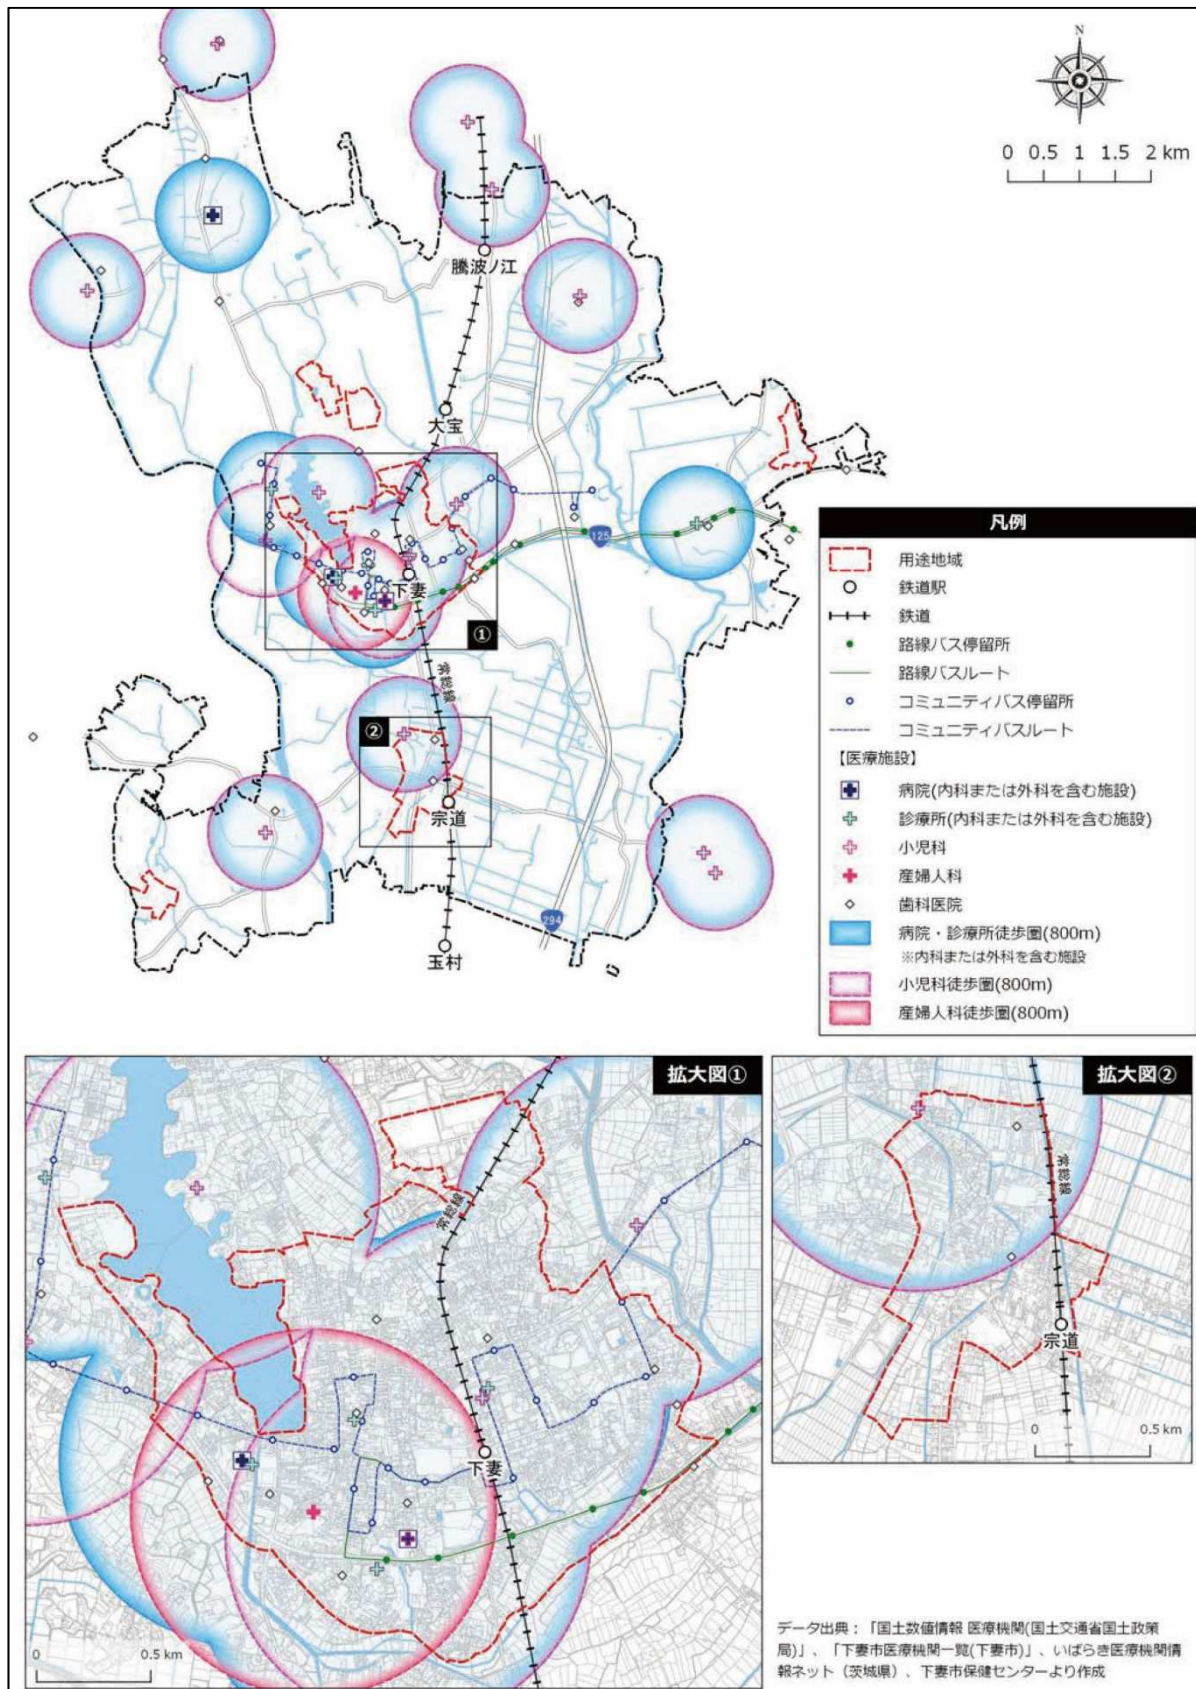 N
0 0.5 1 1.5 2 km
騰波ノ江
大宝
125
下妻
①
常総線
②
宗道
294
玉村
凡例
用途地域
鉄道駅
鉄道
路線バス停留所
路線バスルート
コミュニティバス停留所
コミュニティバスルート
【医療施設】
病院(内科または外科を含む施設)
診療所(内科または外科を含む施設)
小児科
産婦人科
歯科医院
病院・診療所徒歩圏(800m)
※内科または外科を含む施設
小児科徒歩圏(800m)
産婦人科徒歩圏(800m)
拡大図①
常総線
下妻
0 0.5 km
拡大図②
常総線
宗道
0 0.5 km
データ出典：「国土数値情報 医療機関(国土交通省国土政策
局)」、「下妻市医療機関一覧(下妻市)」、いばらき医療機関情
報ネット（茨城県）、下妻市保健センターより作成